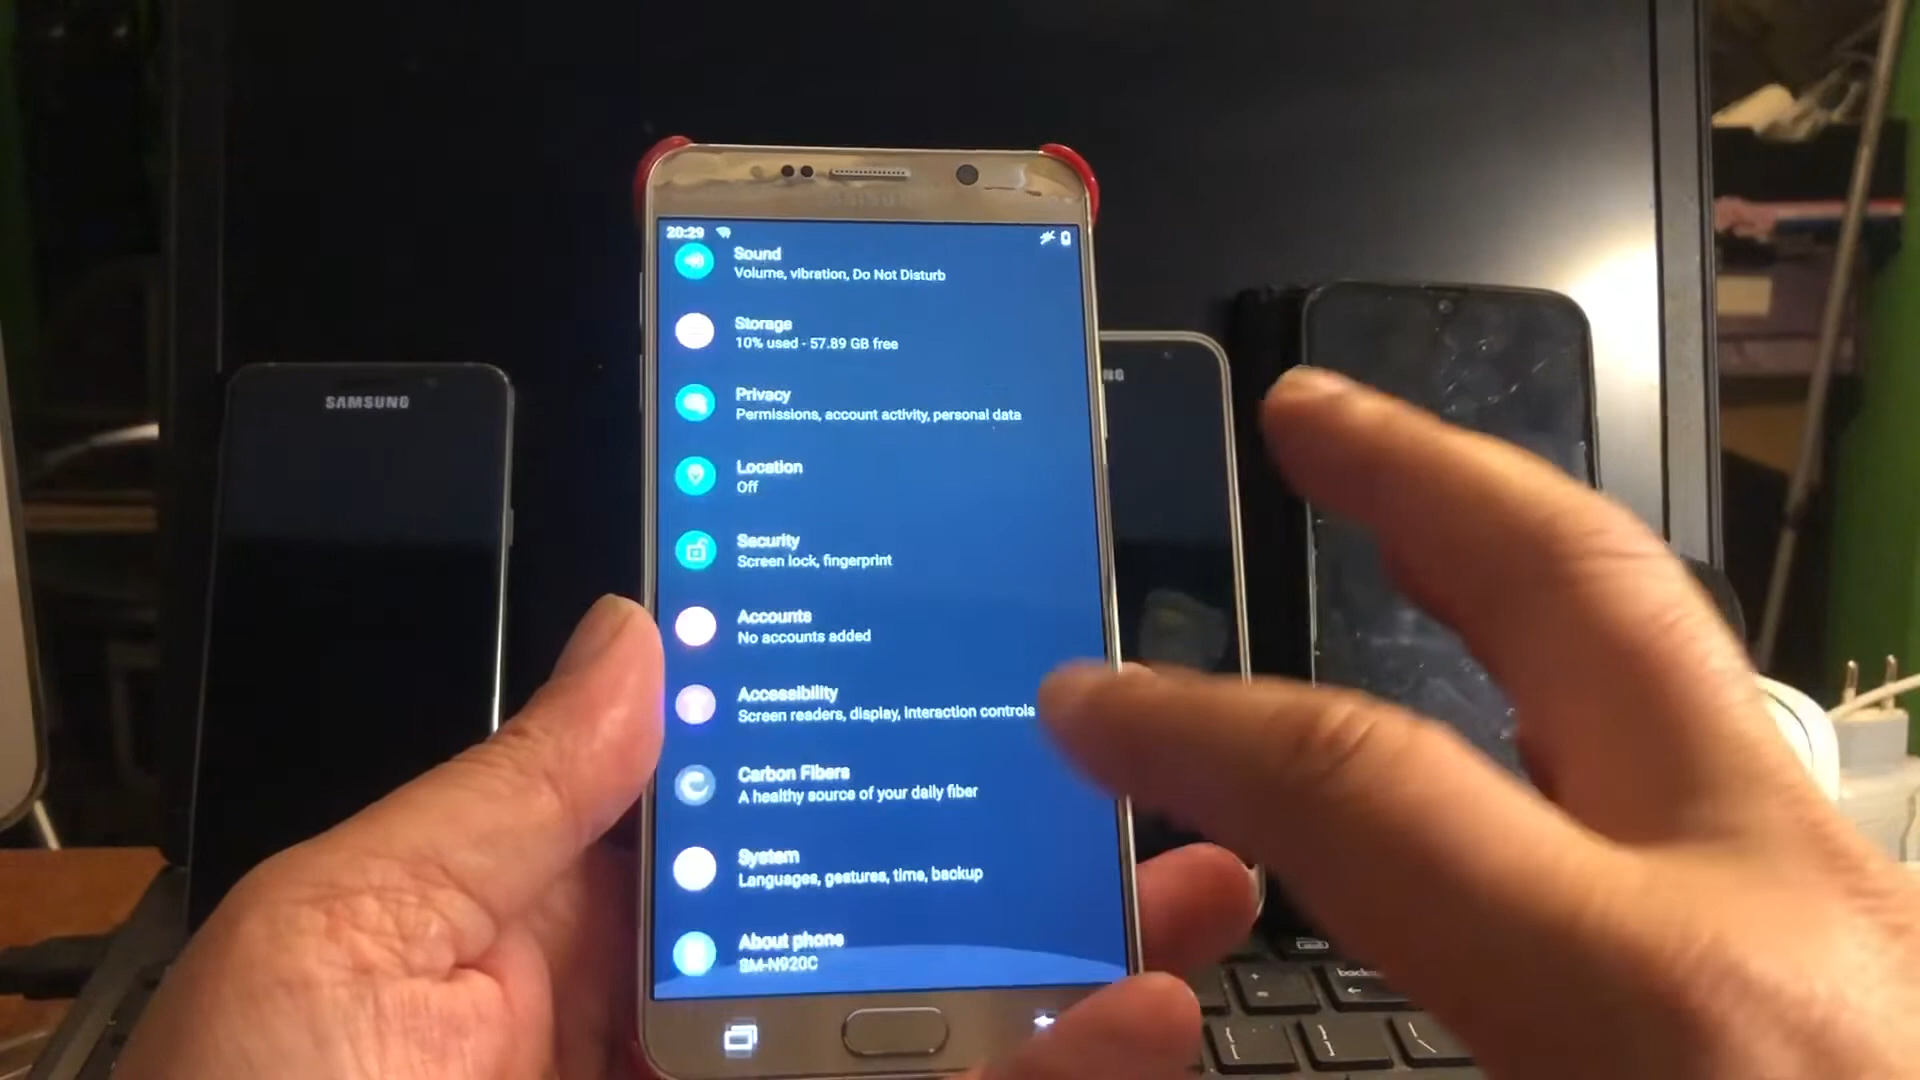 SAMSUNG
20:29
Sound
Volume, vibration, Do Not Disturb
Storage
10% used - 57.89 GB free
Privacy
Permissions, account activity, personal data
Location
Off
Security
Screen lock, fingerprint
Accounts
No accounts added
Accessibility
Screen readers, display, interaction controls
Carbon Fibers
A healthy source of your daily fiber
System
Languages, gestures, time, backup
About phone
SM-N920C
SAMSUNG
NG